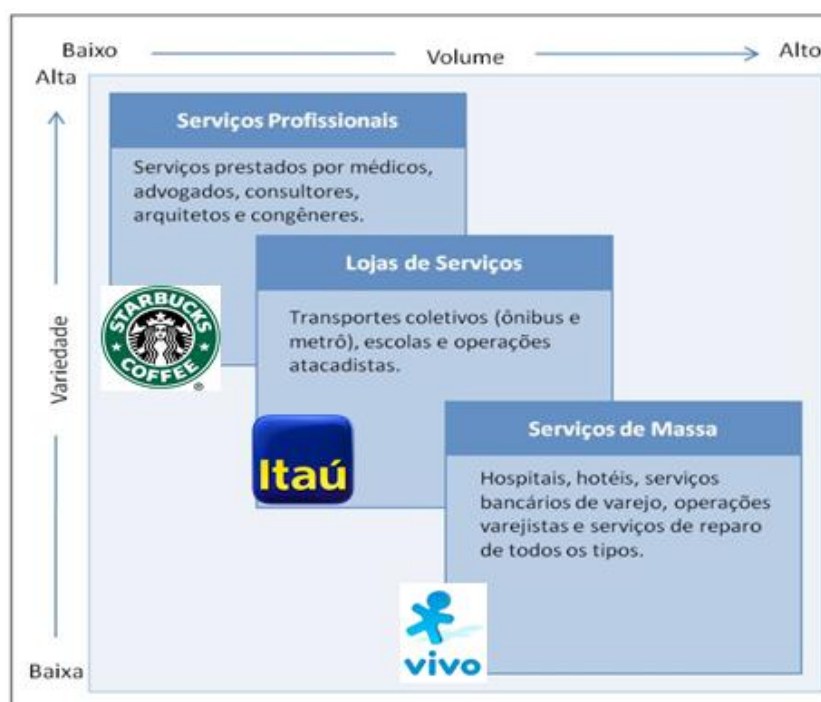 Baixo Volume Alto
Alta
Variedade
Baixa
Serviços Profissionais
Serviços prestados por médicos,
advogados, consultores,
arquitetos e congêneres.
STARBUCKS
COFFEE
®
Lojas de Serviços
Transportes coletivos (ônibus e
metrô), escolas e operações
atacadistas.
Itaú
Serviços de Massa
Hospitais, hotéis, serviços
bancários de varejo, operações
varejistas e serviços de reparo
de todos os tipos.
vivo